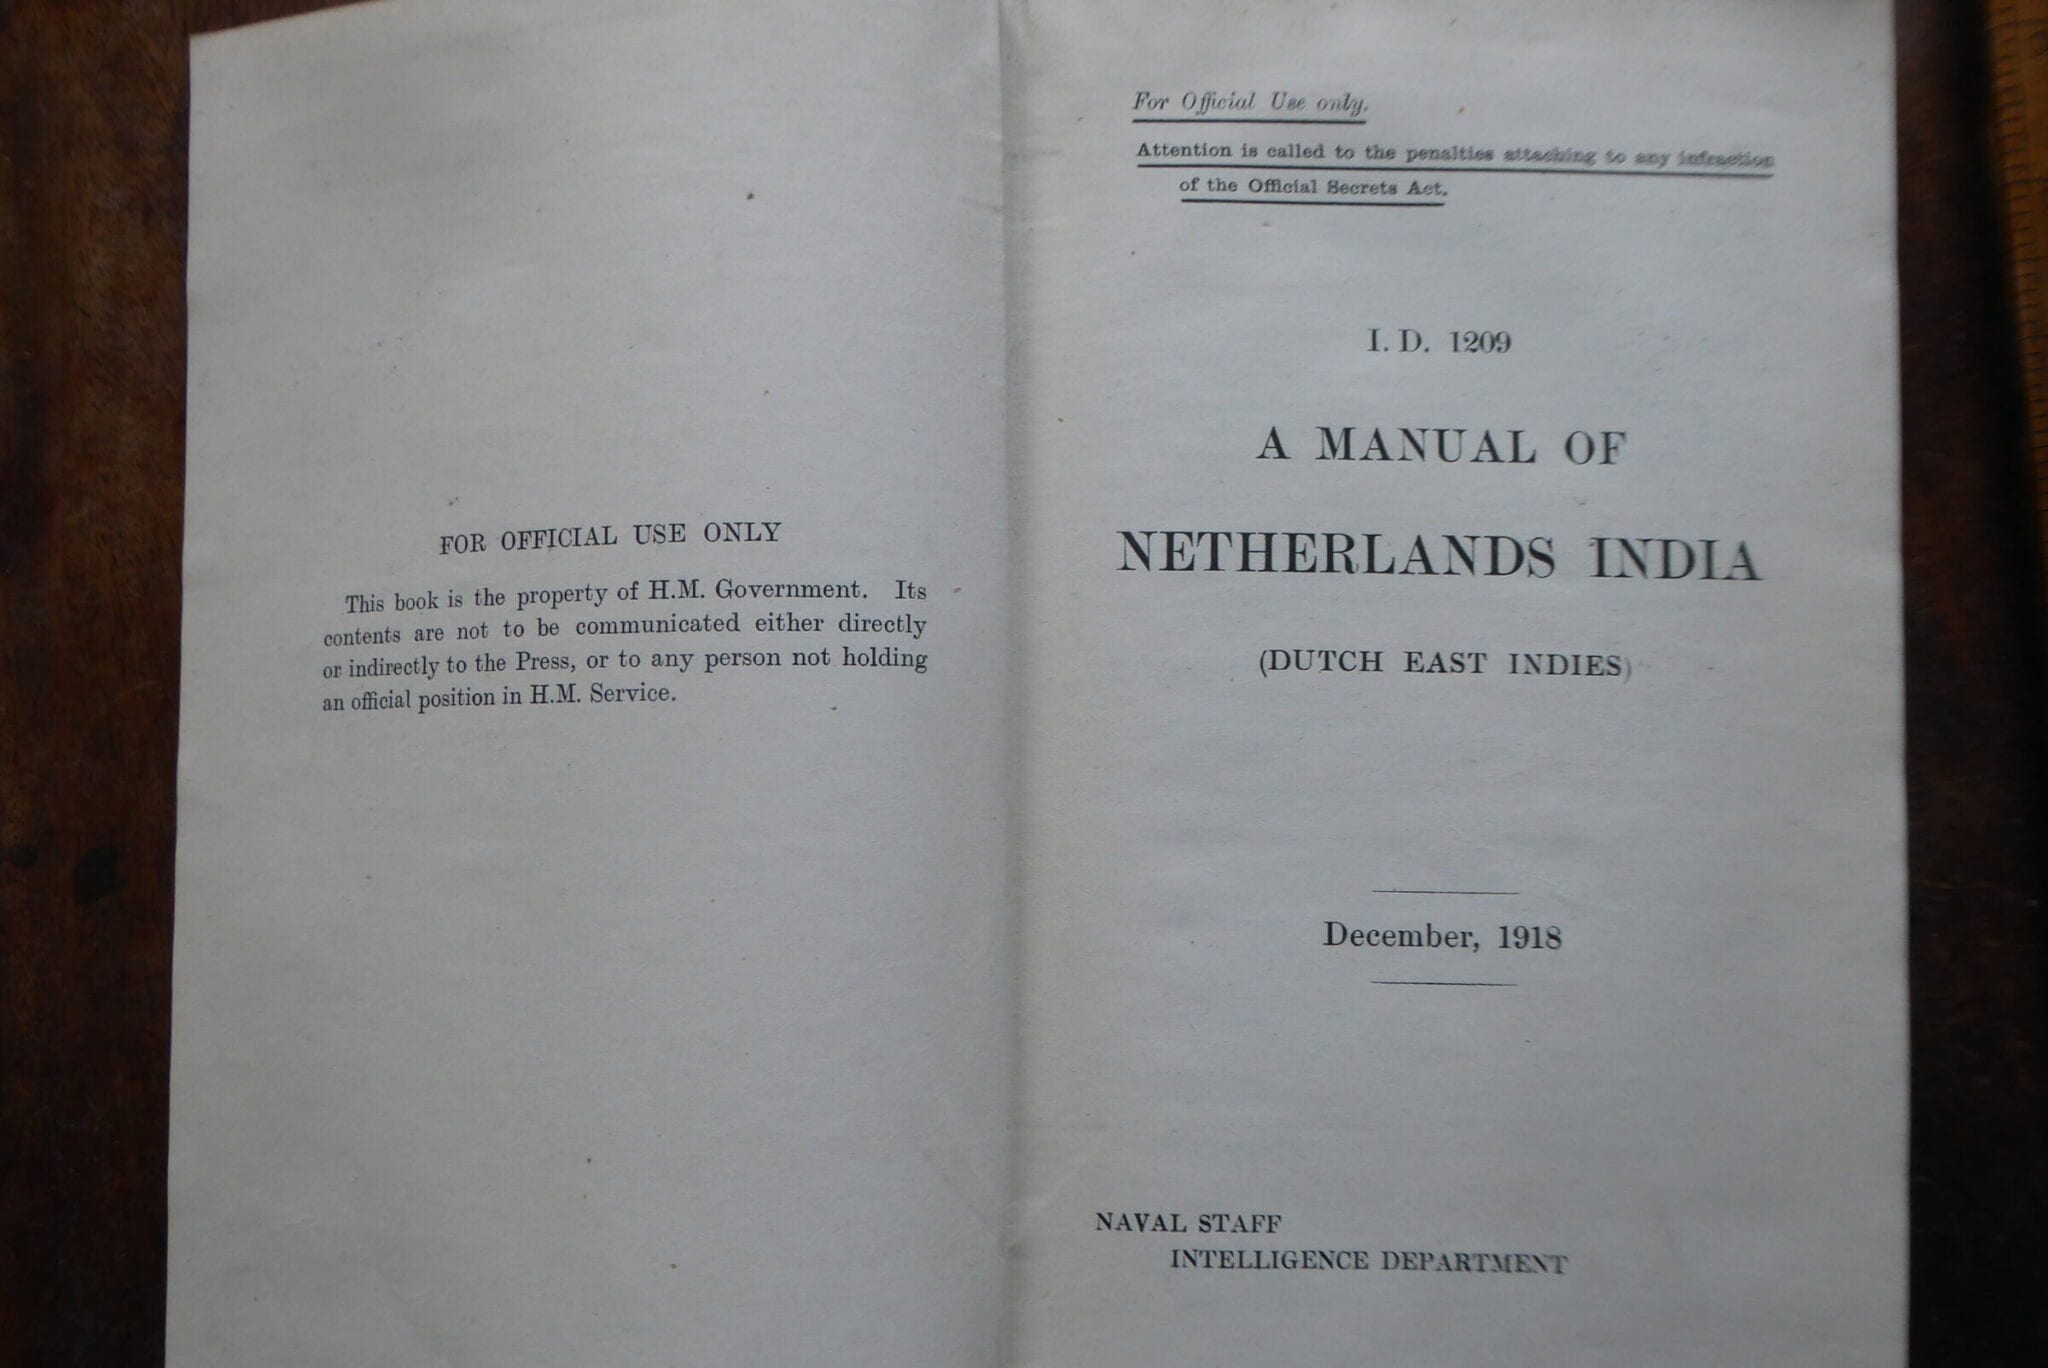 FOR OFFICIAL USE ONLY
This book is the property of H.M. Government. Its
contents are not to be communicated either directly
or indirectly to the Press, or to any person not holding
an official position in H.M. Service.
For Official Use only.
Attention is called to the penalties attaching to any infraction
of the Official Secrets Act.
I. D. 1209
A MANUAL OF
NETHERLANDS INDIA
(DUTCH EAST INDIES)
December, 1918
NAVAL STAFF
INTELLIGENCE DEPARTMENT